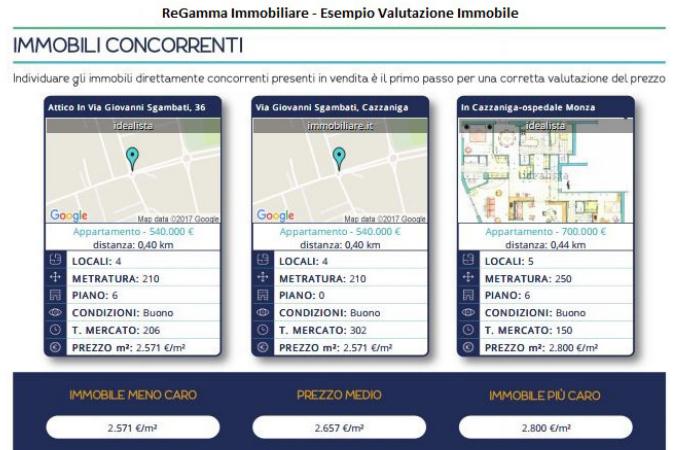 ReGamma Immobiliare - Esempio Valutazione Immobile
IMMOBILI CONCORRENTI
Individuare gli immobili direttamente concorrenti presenti in vendita è il primo passo per una corretta valutazione del prezzo
Attico In Via Giovanni Sgambati, 36
idealista
Google
Map data ©2017 Google
Appartamento - 540.000 €
distanza: 0,40 km
LOCALI: 4
METRATURA: 210
PIANO: 6
CONDIZIONI: Buono
T. MERCATO: 206
PREZZO m²: 2.571 €/m²
Via Giovanni Sgambati, Cazzaniga
immobiliare.it
Google
Map data ©2017 Google
Appartamento - 540.000 €
distanza: 0,40 km
LOCALI: 4
METRATURA: 210
PIANO: 0
CONDIZIONI: Buono
T. MERCATO: 302
PREZZO m²: 2.571 €/m²
In Cazzaniga-ospedale Monza
idealista
idealista
Appartamento - 700.000 €
distanza: 0,44 km
LOCALI: 5
METRATURA: 250
PIANO: 6
CONDIZIONI: Buono
T. MERCATO: 150
PREZZO m²: 2.800 €/m²
IMMOBILE MENO CARO
2.571 €/m²
PREZZO MEDIO
2.657 €/m²
IMMOBILE PIÙ CARO
2.800 €/m²